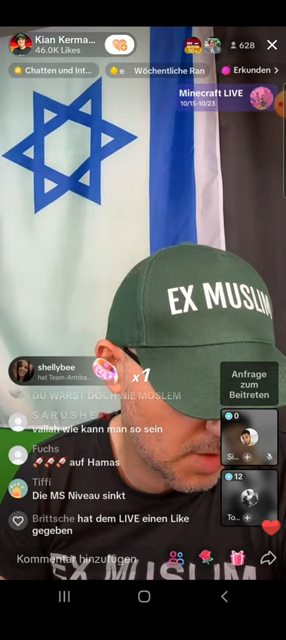 Kian Kerma...
46.0K Likes
628
Chatten und Int...
e Wöchentliche Ran
Erkunden >
Minecraft LIVE
10/15-10/23
EX MUSLIM
shellybee
hat Team-Armba...
x1
DU WARST DOCH NIE MOSLEM
SARUSHE
vallah wie kann man so sein
Fuchs
🚀🚀🚀 auf Hamas
Tiffi
Die MS Niveau sinkt
Brittsche hat dem LIVE einen Like
gegeben
Anfrage
zum
Beitreten
0
Si...
12
To...
Kommentar hinzufügen
EX MUSLIM